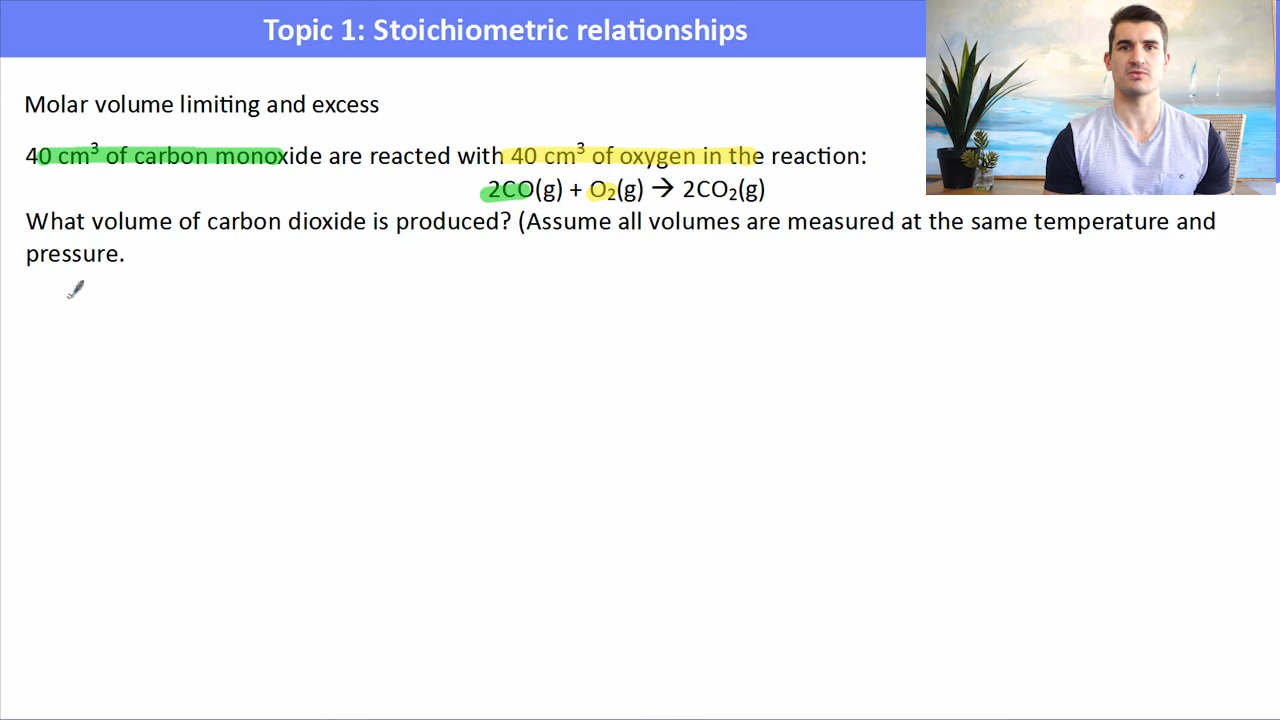 Topic 1: Stoichiometric relationships
Molar volume limiting and excess
40 cm³ of carbon monoxide are reacted with 40 cm³ of oxygen in the reaction:
2CO(g) + O₂(g) → 2CO₂(g)
What volume of carbon dioxide is produced? (Assume all volumes are measured at the same temperature and
pressure.